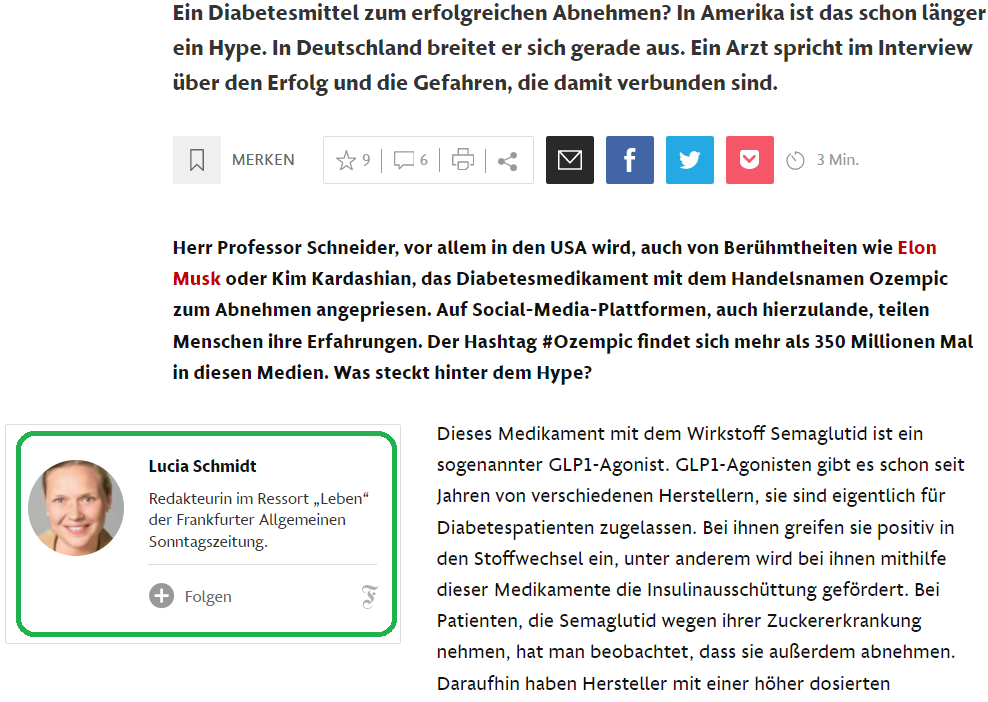 Ein Diabetesmittel zum erfolgreichen Abnehmen? In Amerika ist das schon länger
ein Hype. In Deutschland breitet er sich gerade aus. Ein Arzt spricht im Interview
über den Erfolg und die Gefahren, die damit verbunden sind.
MERKEN
9
6
3 Min.
Herr Professor Schneider, vor allem in den USA wird, auch von Berühmtheiten wie Elon
Musk oder Kim Kardashian, das Diabetesmedikament mit dem Handelsnamen Ozempic
zum Abnehmen angepriesen. Auf Social-Media-Plattformen, auch hierzulande, teilen
Menschen ihre Erfahrungen. Der Hashtag #Ozempic findet sich mehr als 350 Millionen Mal
in diesen Medien. Was steckt hinter dem Hype?
Lucia Schmidt
Redakteurin im Ressort „Leben“
der Frankfurter Allgemeinen
Sonntagszeitung.
Folgen
Dieses Medikament mit dem Wirkstoff Semaglutid ist ein
sogenannter GLP1-Agonist. GLP1-Agonisten gibt es schon seit
Jahren von verschiedenen Herstellern, sie sind eigentlich für
Diabetespatienten zugelassen. Bei ihnen greifen sie positiv in
den Stoffwechsel ein, unter anderem wird bei ihnen mithilfe
dieser Medikamente die Insulinausschüttung gefördert. Bei
Patienten, die Semaglutid wegen ihrer Zuckererkrankung
nehmen, hat man beobachtet, dass sie außerdem abnehmen.
Daraufhin haben Hersteller mit einer höher dosierten